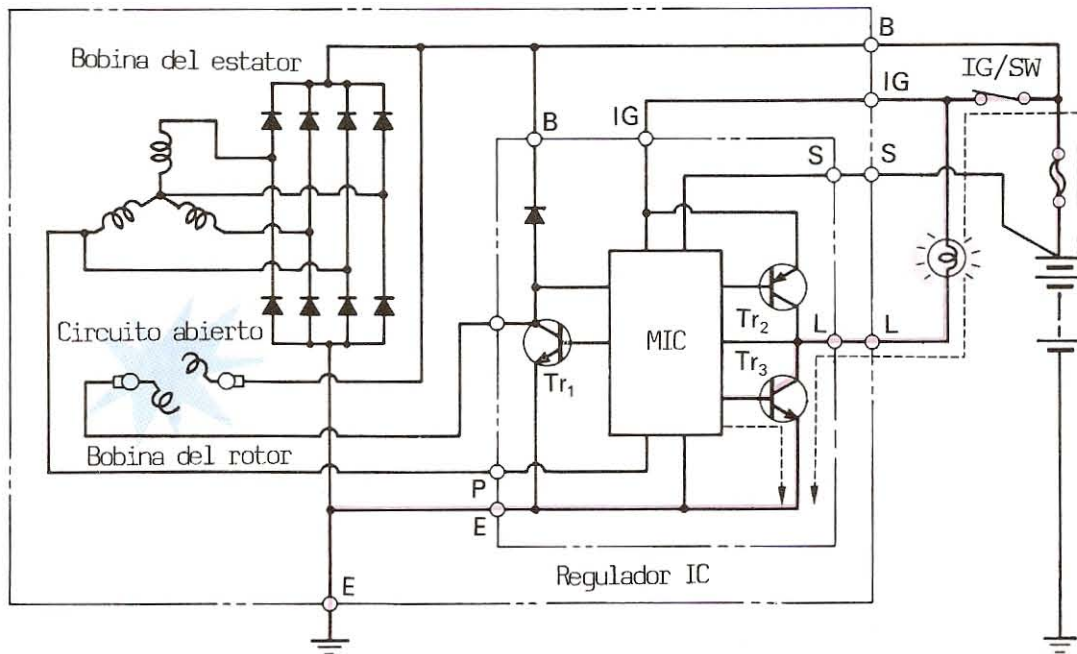 B
Bobina del estator
IG/SW
IG
IG
B
S
S
Circuito abierto
Tr₂
MIC
L
L
Tr₃
Tr₁
Bobina del rotor
P
E
Regulador IC
E